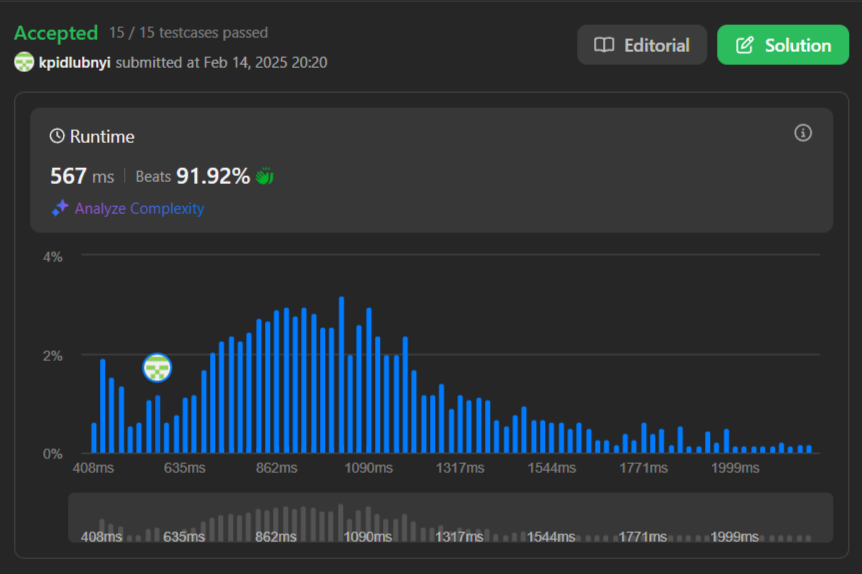 Accepted 15 / 15 testcases passed
Editorial
Solution
kpidlubnyi submitted at Feb 14, 2025 20:20
Runtime
567 ms Beats 91.92%
Analyze Complexity
4%
2%
0%
408ms 635ms 862ms 1090ms 1317ms 1544ms 1771ms 1999ms
408ms 635ms 862ms 1090ms 1317ms 1544ms 1771ms 1999ms